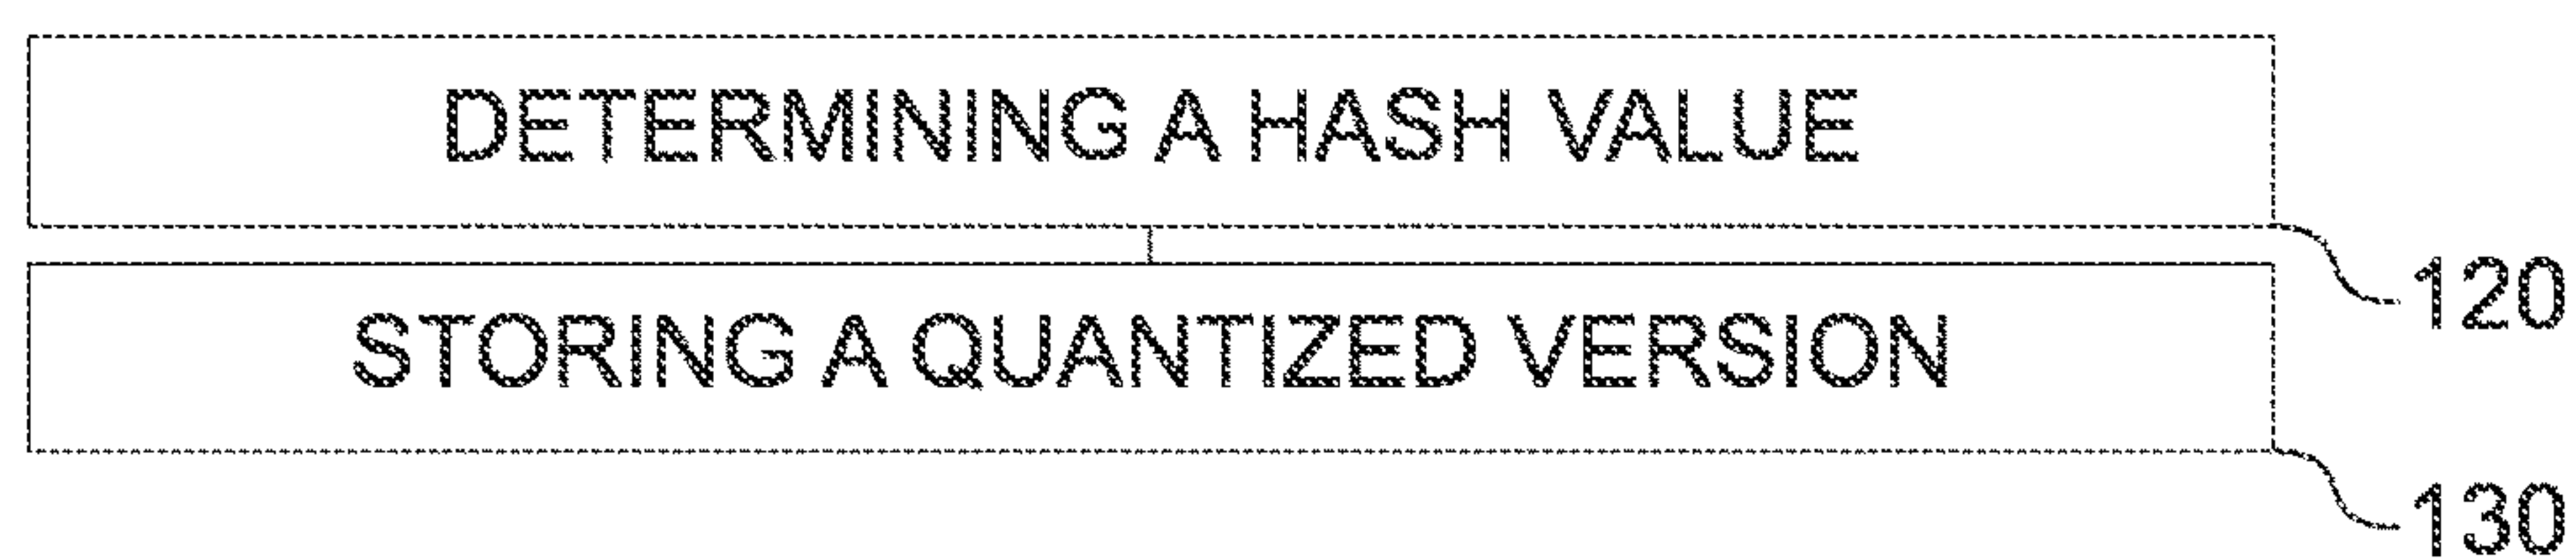 DETERMINING A HASH VALUE
120
STORING A QUANTIZED VERSION
130